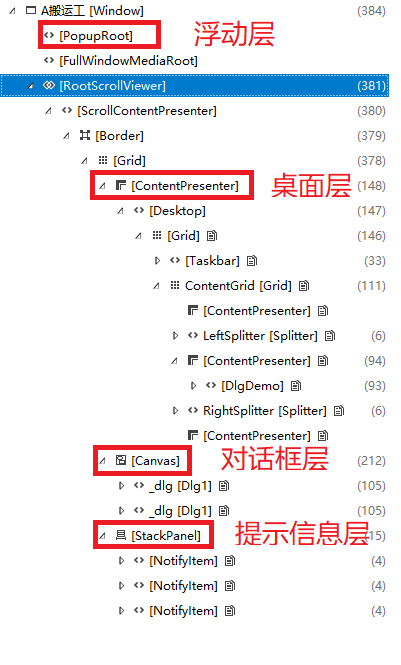 A搬运工 [Window] (384)
[PopupRoot] 浮动层
[FullWindowMediaRoot]
[RootScrollViewer] (381)
[ScrollContentPresenter] (380)
[Border] (379)
[Grid] (378)
[ContentPresenter] 桌面层 (148)
[Desktop] (147)
[Grid] (146)
[Taskbar] (33)
ContentGrid [Grid] (111)
[ContentPresenter]
LeftSplitter [Splitter] (6)
[ContentPresenter] (94)
[DlgDemo] (93)
RightSplitter [Splitter] (6)
[ContentPresenter]
[Canvas] 对话框层 (212)
_dlg [Dlg1] (105)
_dlg [Dlg1] (105)
[StackPanel] 提示信息层 (15)
[NotifyItem] (4)
[NotifyItem] (4)
[NotifyItem] (4)